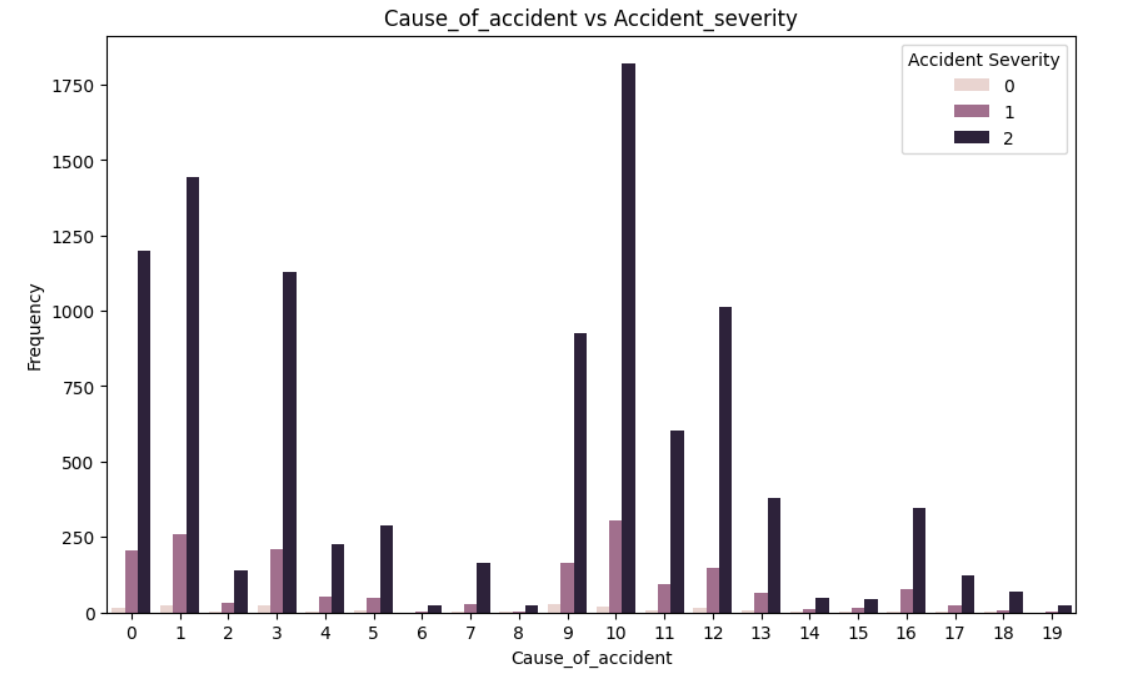 Cause_of_accident vs Accident_severity
Accident Severity
0
1
2
1750
1500
1250
1000
750
500
250
0
Frequency
0 1 2 3 4 5 6 7 8 9 10 11 12 13 14 15 16 17 18 19
Cause_of_accident